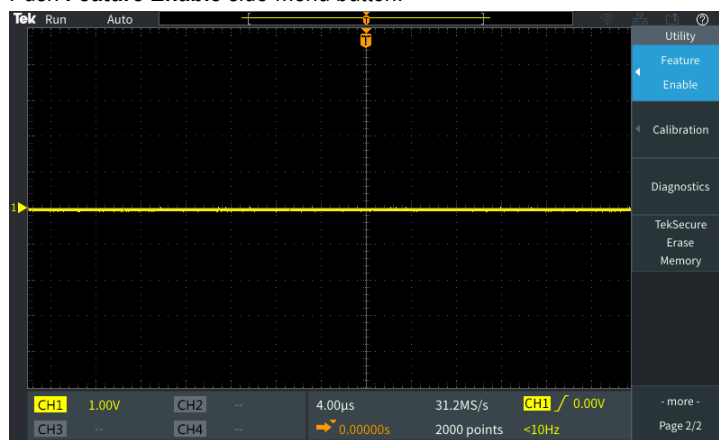 Push Feature Enable side menu button.
Tek Run Auto
T
T
Utility
Feature
Enable
Calibration
Diagnostics
TekSecure
Erase
Memory
1
CH1 1.00V CH2 -- 4.00µs 31.2MS/s CH1 0.00V
CH3 -- CH4 -- 0.00000s 2000 points <10Hz
- more -
Page 2/2